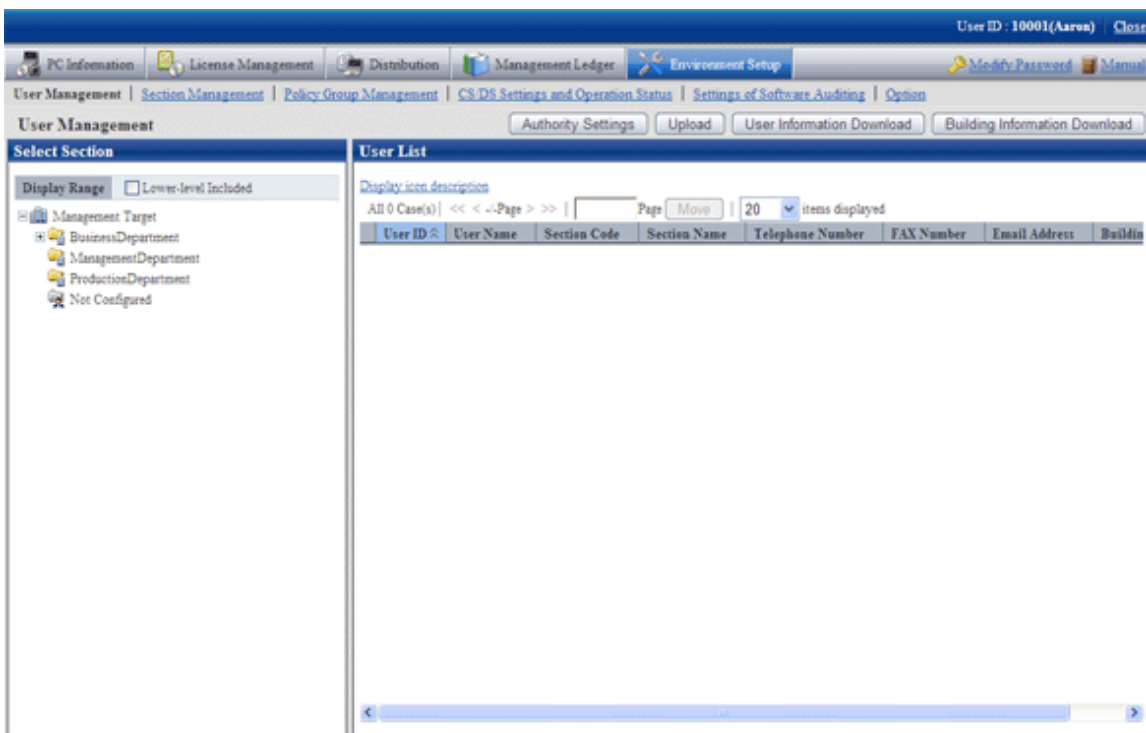 User ID : 10001(Aaron) Close
PC Information License Management Distribution Management Ledger Environment Setup Modify Password Manual
User Management | Section Management | Policy Group Management | CS/DS Settings and Operation Status | Settings of Software Auditing | Option
User Management Authority Settings Upload User Information Download Building Information Download
Select Section User List
Display Range Lower-level Included Display icon description
All 0 Case(s) | << < -/-Page > >> | Page Move | 20 items displayed
Management Target
User ID User Name Section Code Section Name Telephone Number FAX Number Email Address Buildin
BusinessDepartment
ManagementDepartment
ProductionDepartment
Not Configured